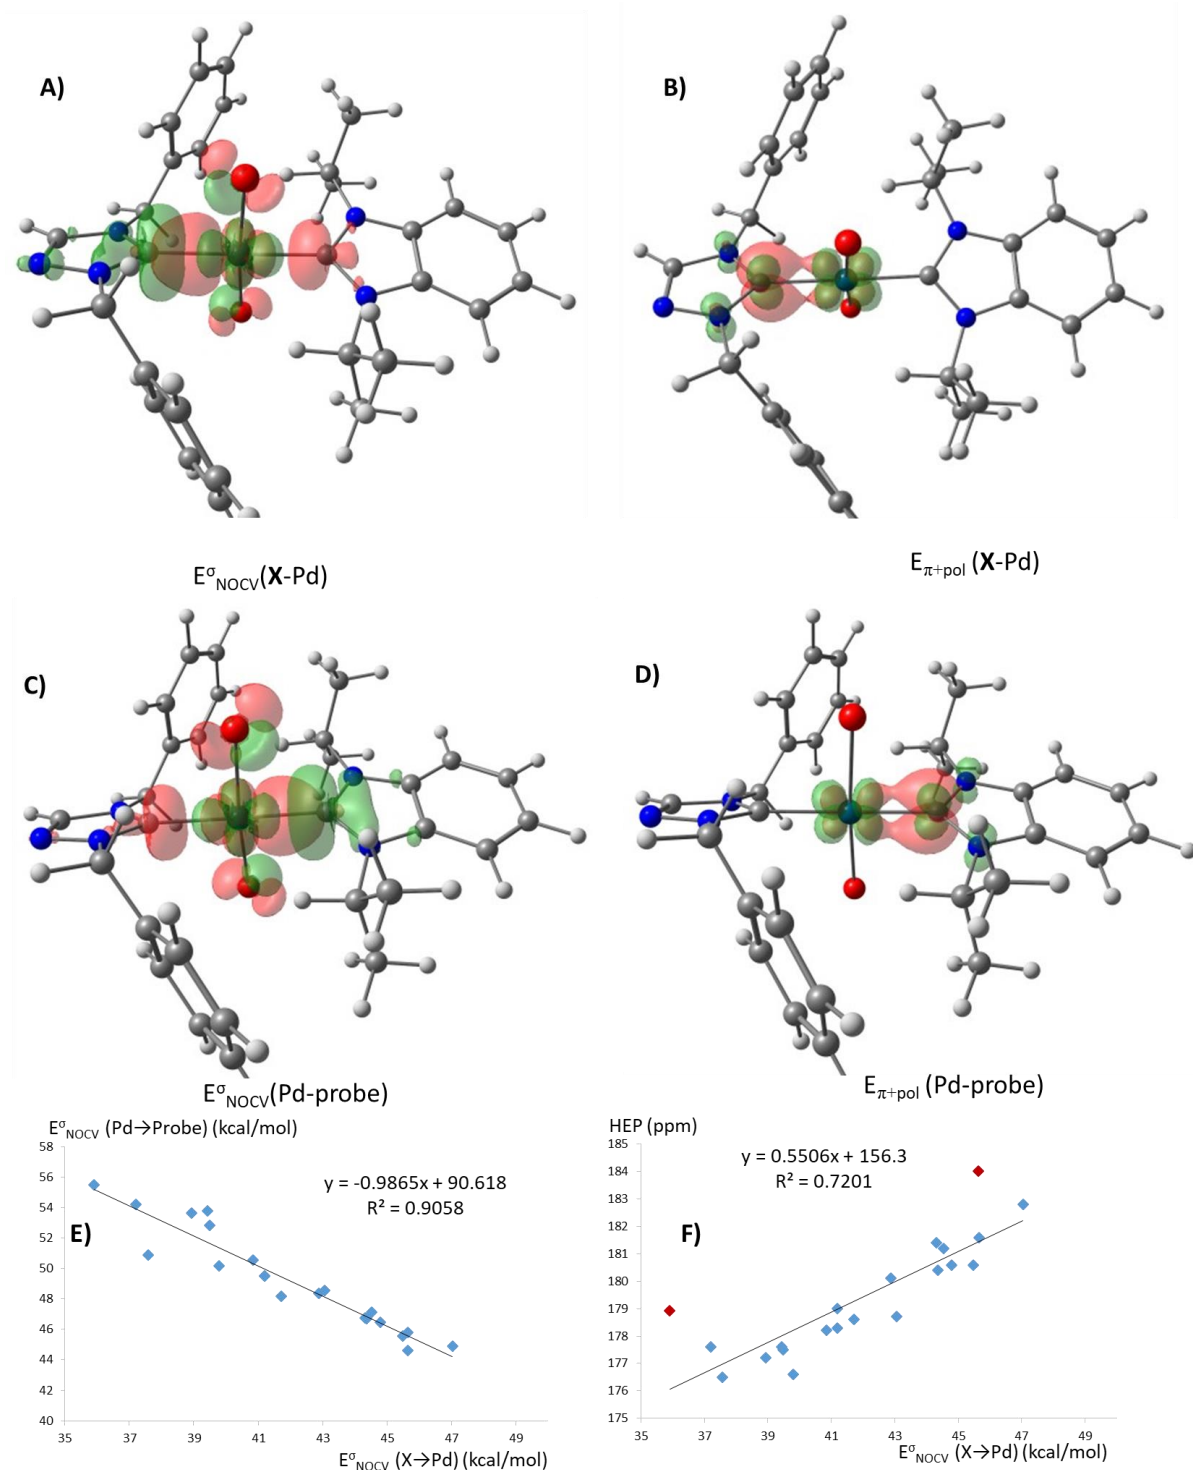 A)
B)
EσNOCV(X-Pd)
Eπ+pol (X-Pd)
C)
D)
EσNOCV(Pd-probe)
Eπ+pol (Pd-probe)
EσNOCV (Pd→Probe) (kcal/mol)
58
56
54
52
50
48
46
44
42
40
y = -0.9865x + 90.618
R² = 0.9058
E)
35
37
39
41
43
45
47
49
EσNOCV (X→Pd) (kcal/mol)
HEP (ppm)
185
184
183
182
181
180
179
178
177
176
175
y = 0.5506x + 156.3
R² = 0.7201
F)
35
37
39
41
43
45
47
49
EσNOCV (X→Pd) (kcal/mol)